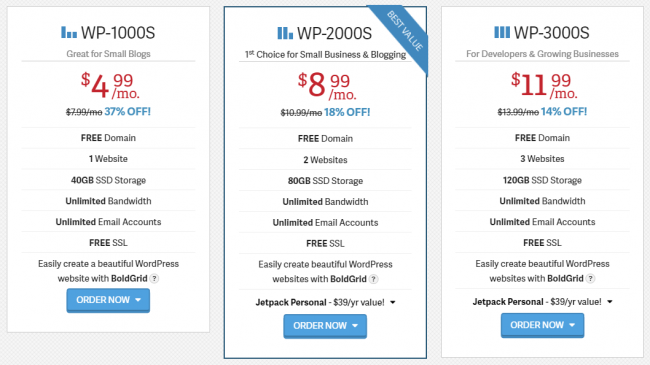 WP-1000S
Great for Small Blogs
$4.99
/mo.
$7.99/mo 37% OFF!
FREE Domain
1 Website
40GB SSD Storage
Unlimited Bandwidth
Unlimited Email Accounts
FREE SSL
Easily create a beautiful WordPress
website with BoldGrid ?
ORDER NOW
BEST VALUE
WP-2000S
1st Choice for Small Business & Blogging
$8.99
/mo.
$10.99/mo 18% OFF!
FREE Domain
2 Websites
80GB SSD Storage
Unlimited Bandwidth
Unlimited Email Accounts
FREE SSL
Easily create beautiful WordPress
websites with BoldGrid ?
Jetpack Personal - $39/yr value!
ORDER NOW
WP-3000S
For Developers & Growing Businesses
$11.99
/mo.
$13.99/mo 14% OFF!
FREE Domain
3 Websites
120GB SSD Storage
Unlimited Bandwidth
Unlimited Email Accounts
FREE SSL
Easily create beautiful WordPress
websites with BoldGrid ?
Jetpack Personal - $39/yr value!
ORDER NOW